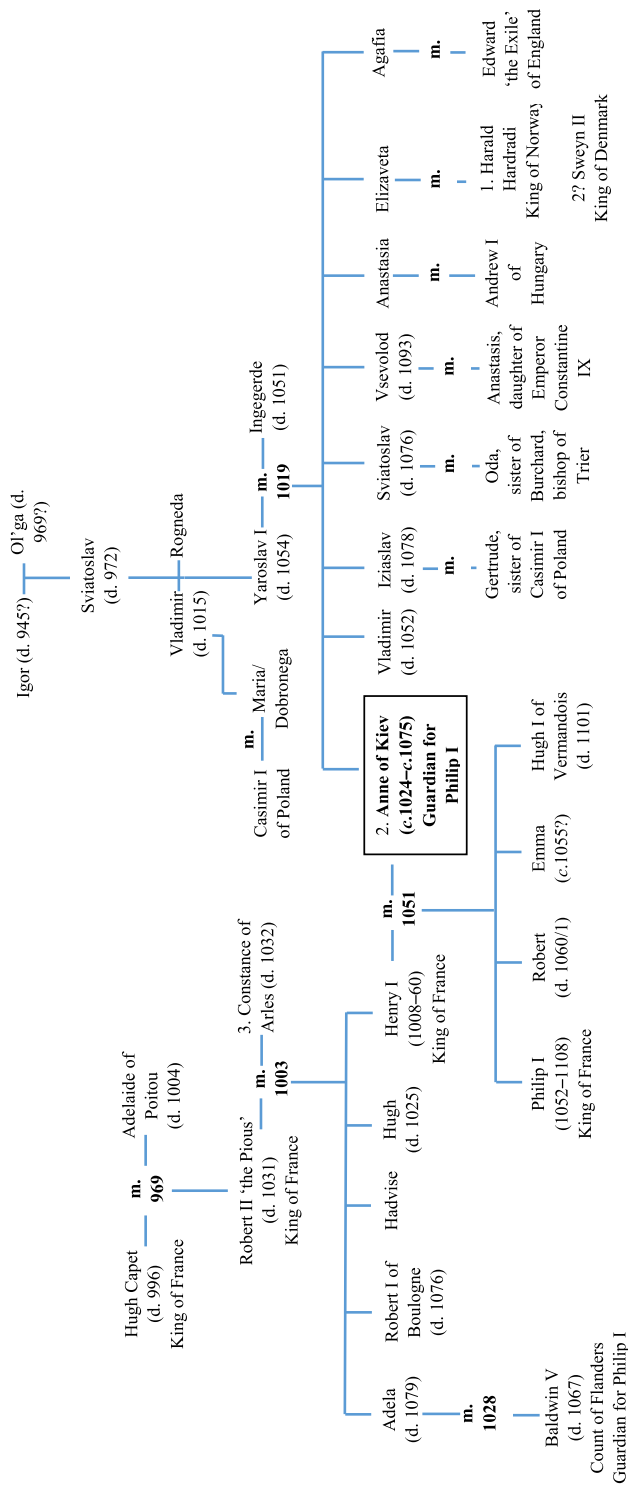 Igor (d. 945?)
Ol’ga (d.
969?)
Sviatoslav
(d. 972)
Vladimir
(d. 1015)
Rogneda
Hugh Capet
(d. 996)
King of France
m.
969
Adelaide of
Poitou
(d. 1004)
Casimir I
of Poland
m.
Maria/
Dobronega
Yaroslav I
(d. 1054)
m.
1019
Ingegerde
(d. 1051)
Robert II ‘the Pious’
(d. 1031)
King of France
m.
1003
3. Constance of
Arles (d. 1032)
Adela
(d. 1079)
Robert I of
Boulogne
(d. 1076)
Hadvise
Hugh
(d. 1025)
Henry I
(1008–60)
King of France
m.
1051
2. Anne of Kiev
(c.1024–c.1075)
Guardian for
Philip I
Vladimir
(d. 1052)
Iziaslav
(d. 1078)
Sviatoslav
(d. 1076)
Vsevolod
(d. 1093)
Anastasia
Elizaveta
Agafia
m.
m.
m.
m.
m.
m.
Gertrude,
sister of
Casimir I
of Poland
Oda,
sister of
Burchard,
bishop of
Trier
Anastasis,
daughter of
Emperor
Constantine
IX
Andrew I
of
Hungary
1. Harald
Hardradi
King of Norway
2? Sweyn II
King of Denmark
Edward
‘the Exile’
of England
m.
1028
Baldwin V
(d. 1067)
Count of Flanders
Guardian for Philip I
Philip I
(1052–1108)
King of France
Robert
(d. 1060/1)
Emma
(c.1055?)
Hugh I of
Vermandois
(d. 1101)